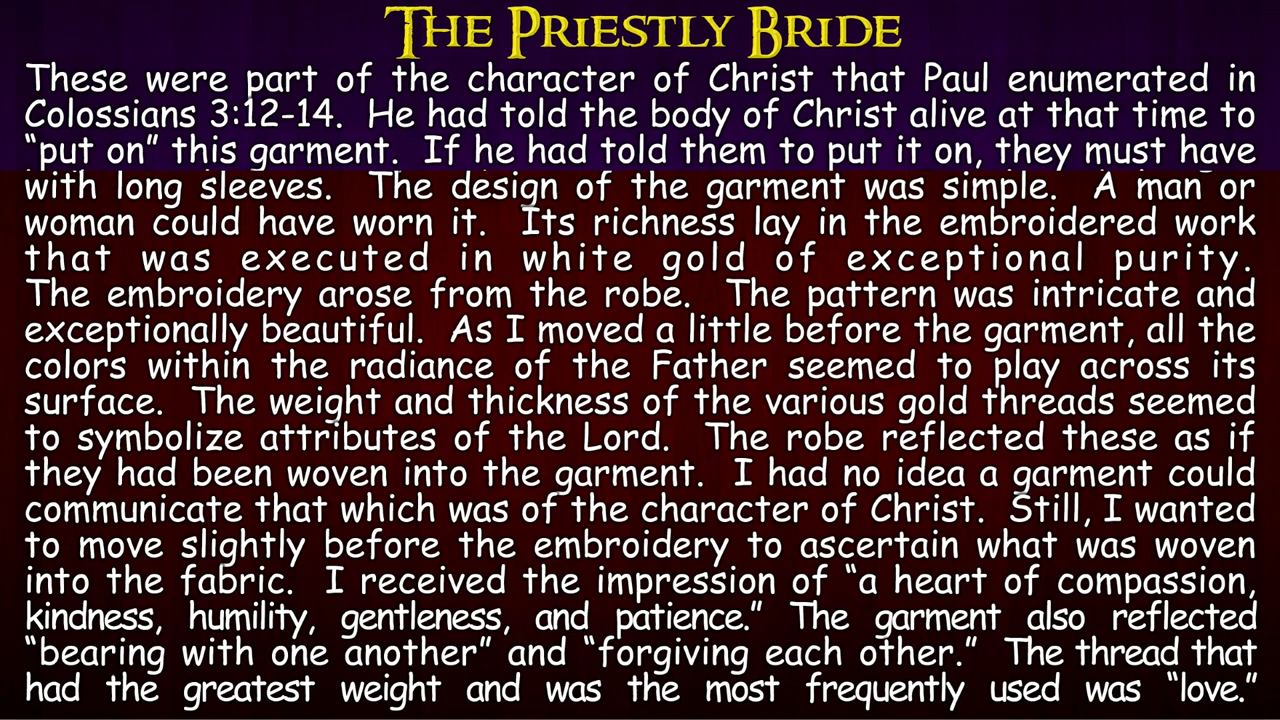 The Priestly Bride
These were part of the character of Christ that Paul enumerated in
Colossians 3:12-14. He had told the body of Christ alive at that time to
“put on” this garment. If he had told them to put it on, they must have
with long sleeves. The design of the garment was simple. A man or
woman could have worn it. Its richness lay in the embroidered work
that was executed in white gold of exceptional purity.
The embroidery arose from the robe. The pattern was intricate and
exceptionally beautiful. As I moved a little before the garment, all the
colors within the radiance of the Father seemed to play across its
surface. The weight and thickness of the various gold threads seemed
to symbolize attributes of the Lord. The robe reflected these as if
they had been woven into the garment. I had no idea a garment could
communicate that which was of the character of Christ. Still, I wanted
to move slightly before the embroidery to ascertain what was woven
into the fabric. I received the impression of “a heart of compassion,
kindness, humility, gentleness, and patience.” The garment also reflected
“bearing with one another” and “forgiving each other.” The thread that
had the greatest weight and was the most frequently used was “love.”